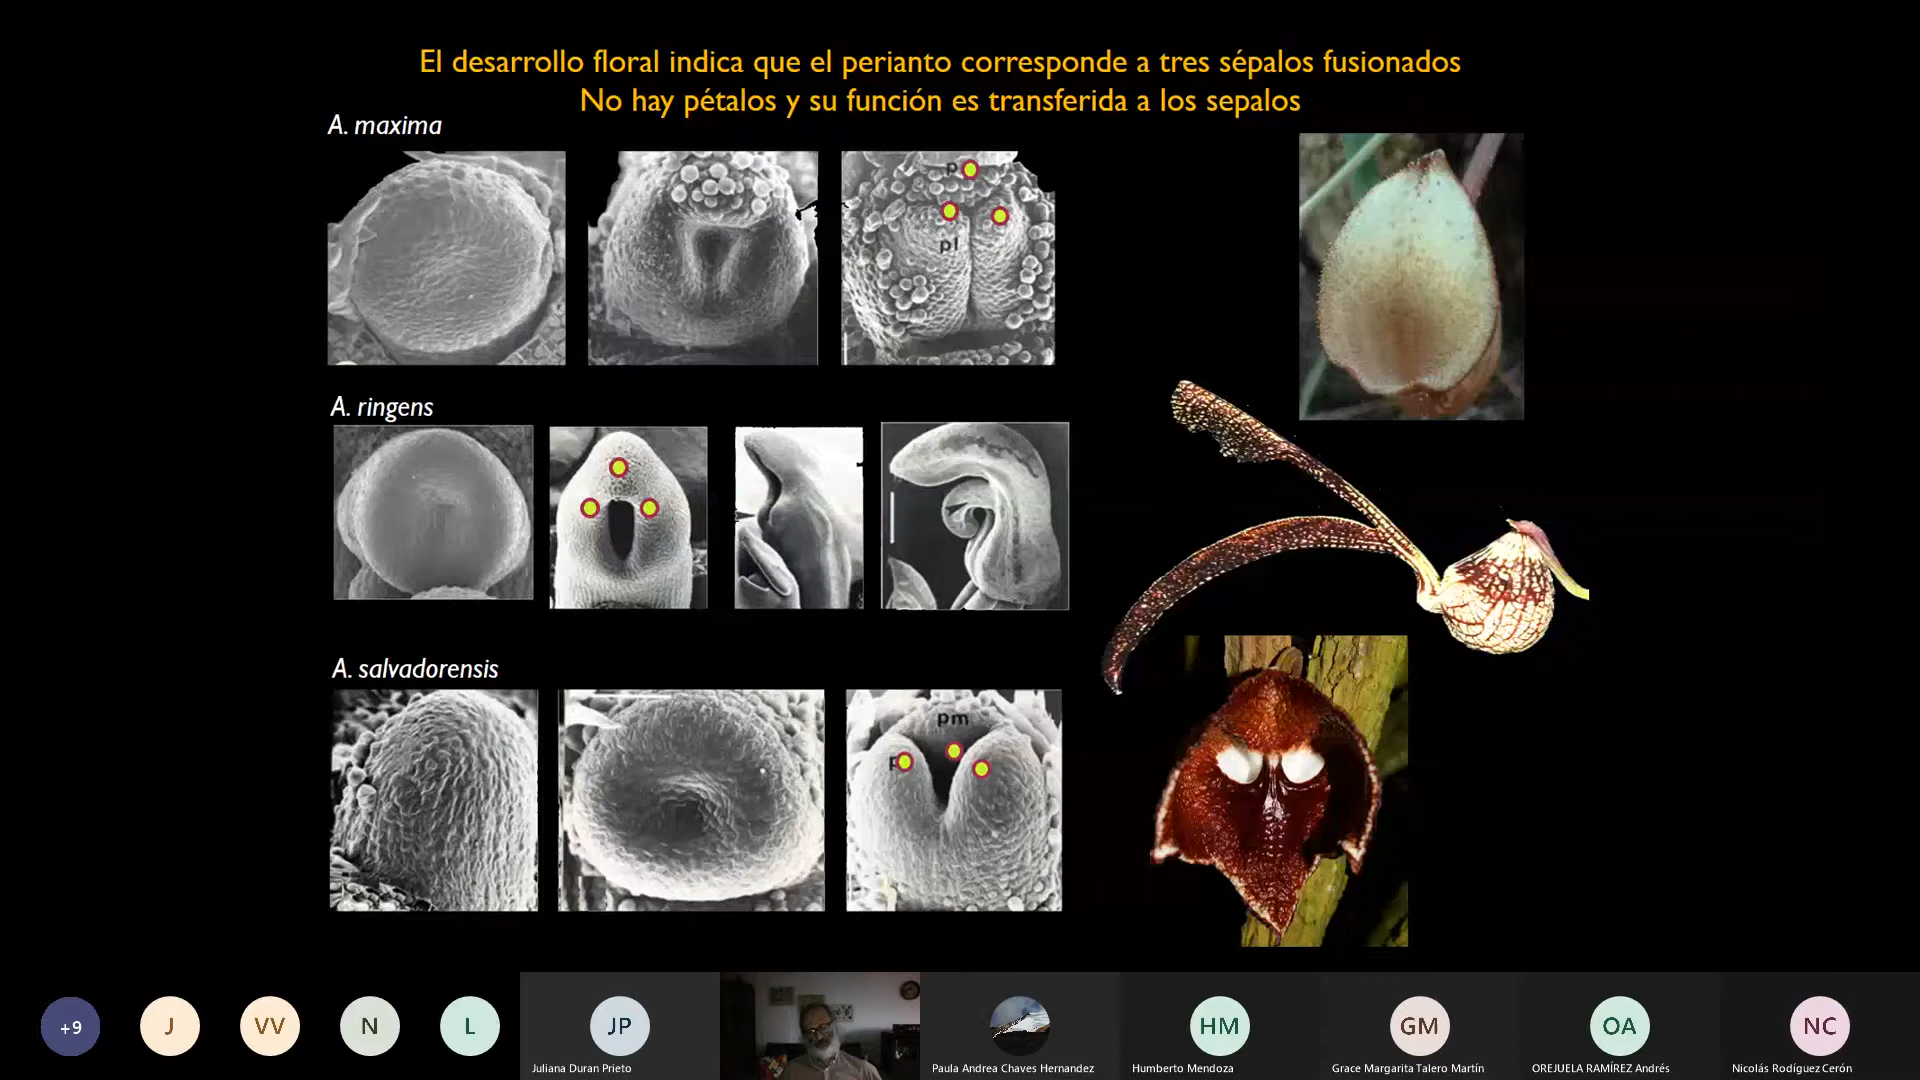 El desarrollo floral indica que el perianto corresponde a tres sépalos fusionados
No hay pétalos y su función es transferida a los sepalos
A. maxima
p
pl
A. ringens
A. salvadorensis
pm
p
+9
J
VV
N
L
JP
HM
GM
OA
NC
Juliana Duran Prieto
Paula Andrea Chaves Hernandez
Humberto Mendoza
Grace Margarita Talero Martín
OREJUELA RAMÍREZ Andrés
Nicolás Rodíguez Cerón